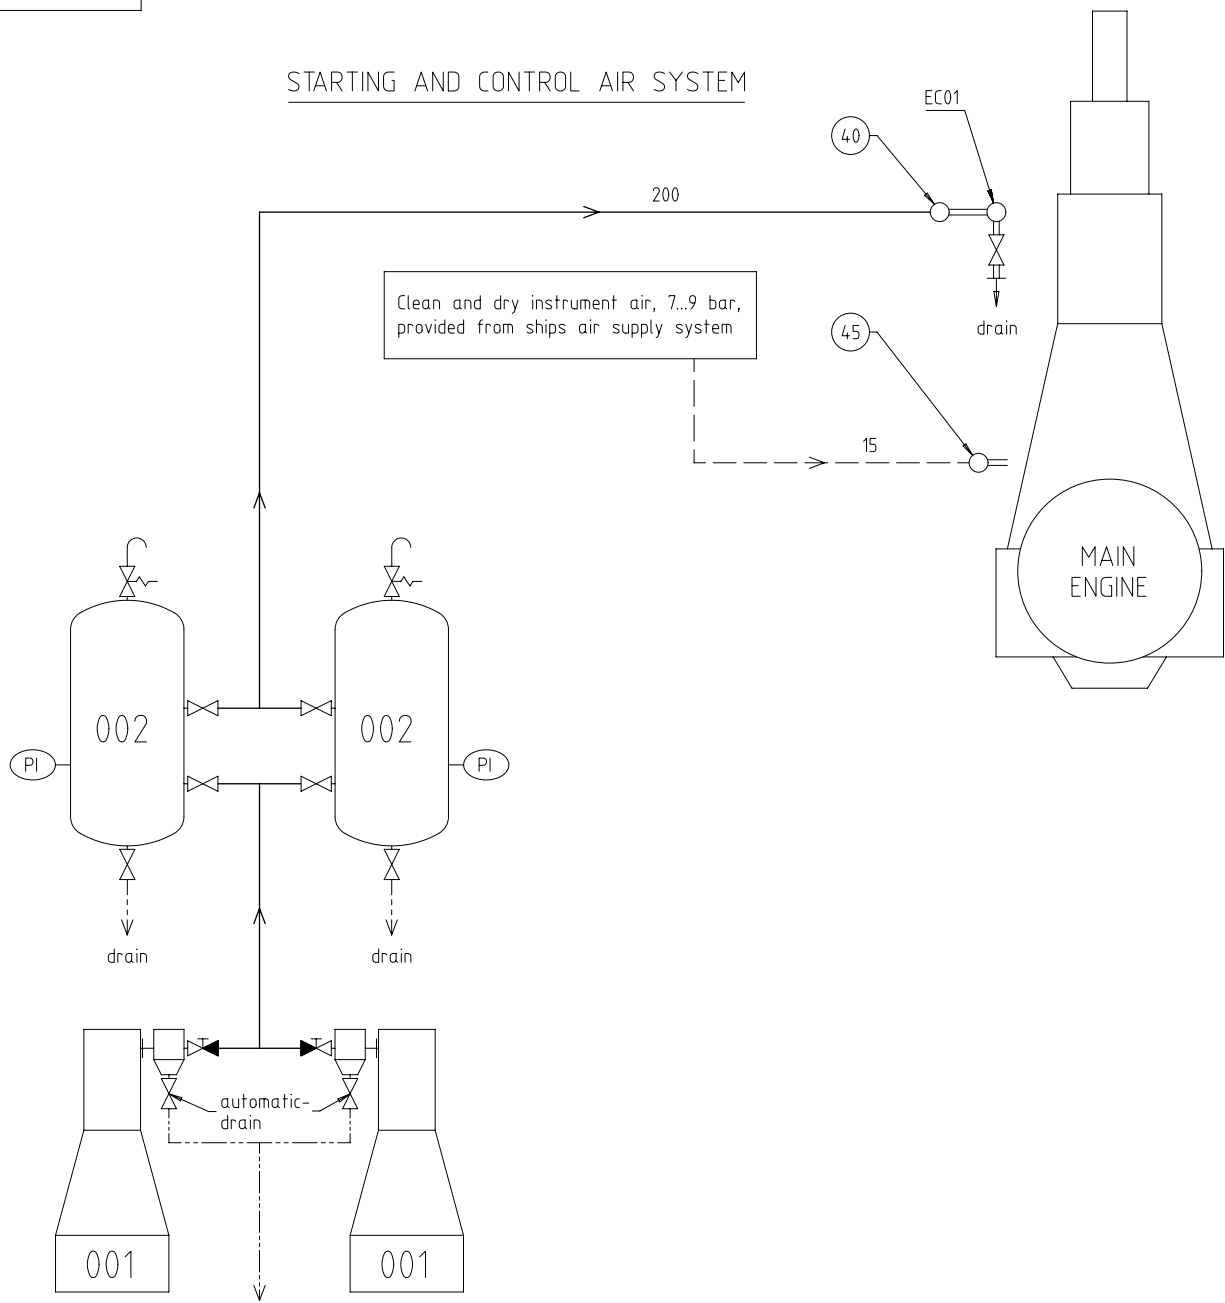 STARTING AND CONTROL AIR SYSTEM
EC01
40
200
Clean and dry instrument air, 7...9 bar,
provided from ships air supply system
drain
45
15
MAIN
ENGINE
002
002
PI
PI
drain
drain
automatic-
drain
001
001